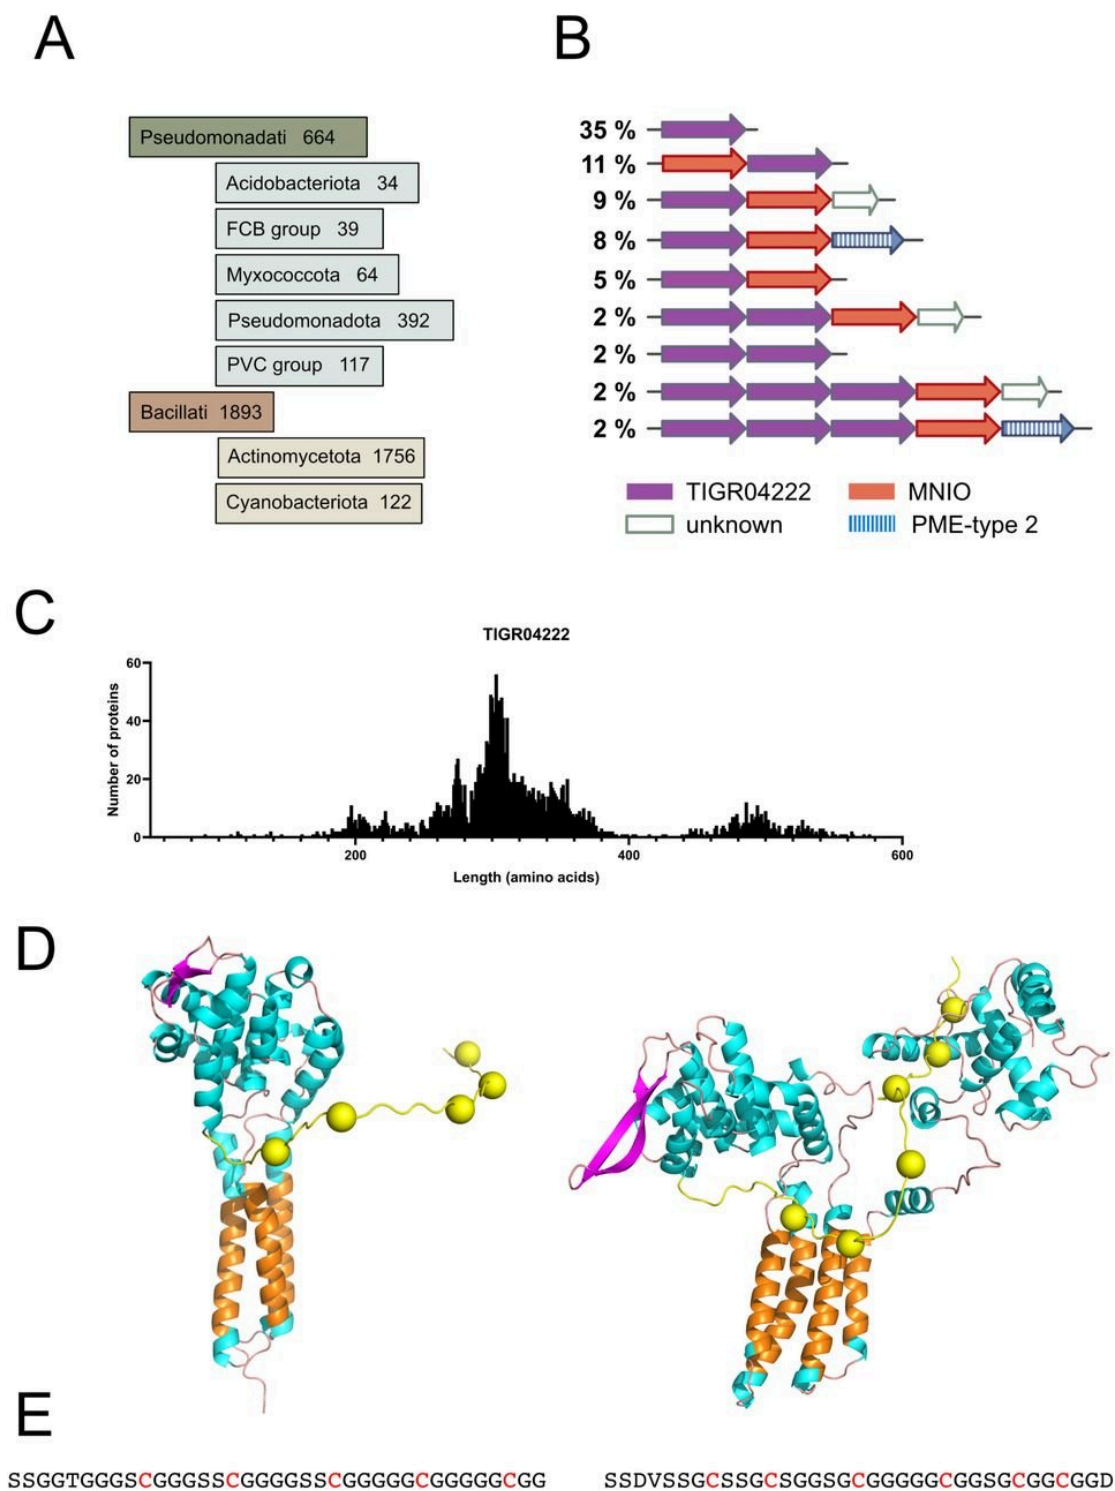 A
Pseudomonadati 664
Acidobacteriota 34
FCB group 39
Myxococcota 64
Pseudomonadota 392
PVC group 117
Bacillati 1893
Actinomycetota 1756
Cyanobacteriota 122
B
35 %
11 %
9 %
8 %
5 %
2 %
2 %
2 %
2 %
TIGR04222
MNIO
unknown
PME-type 2
C
TIGR04222
Number of proteins
60
40
20
0
200
400
600
Length (amino acids)
D
E
SSGGTGGGSCGGGSSCGGGGSSCGGGGGCGGGGGCGG
SSDVSSGCSSGCSGGSGCGGGGGCGGSGCGGCGGD